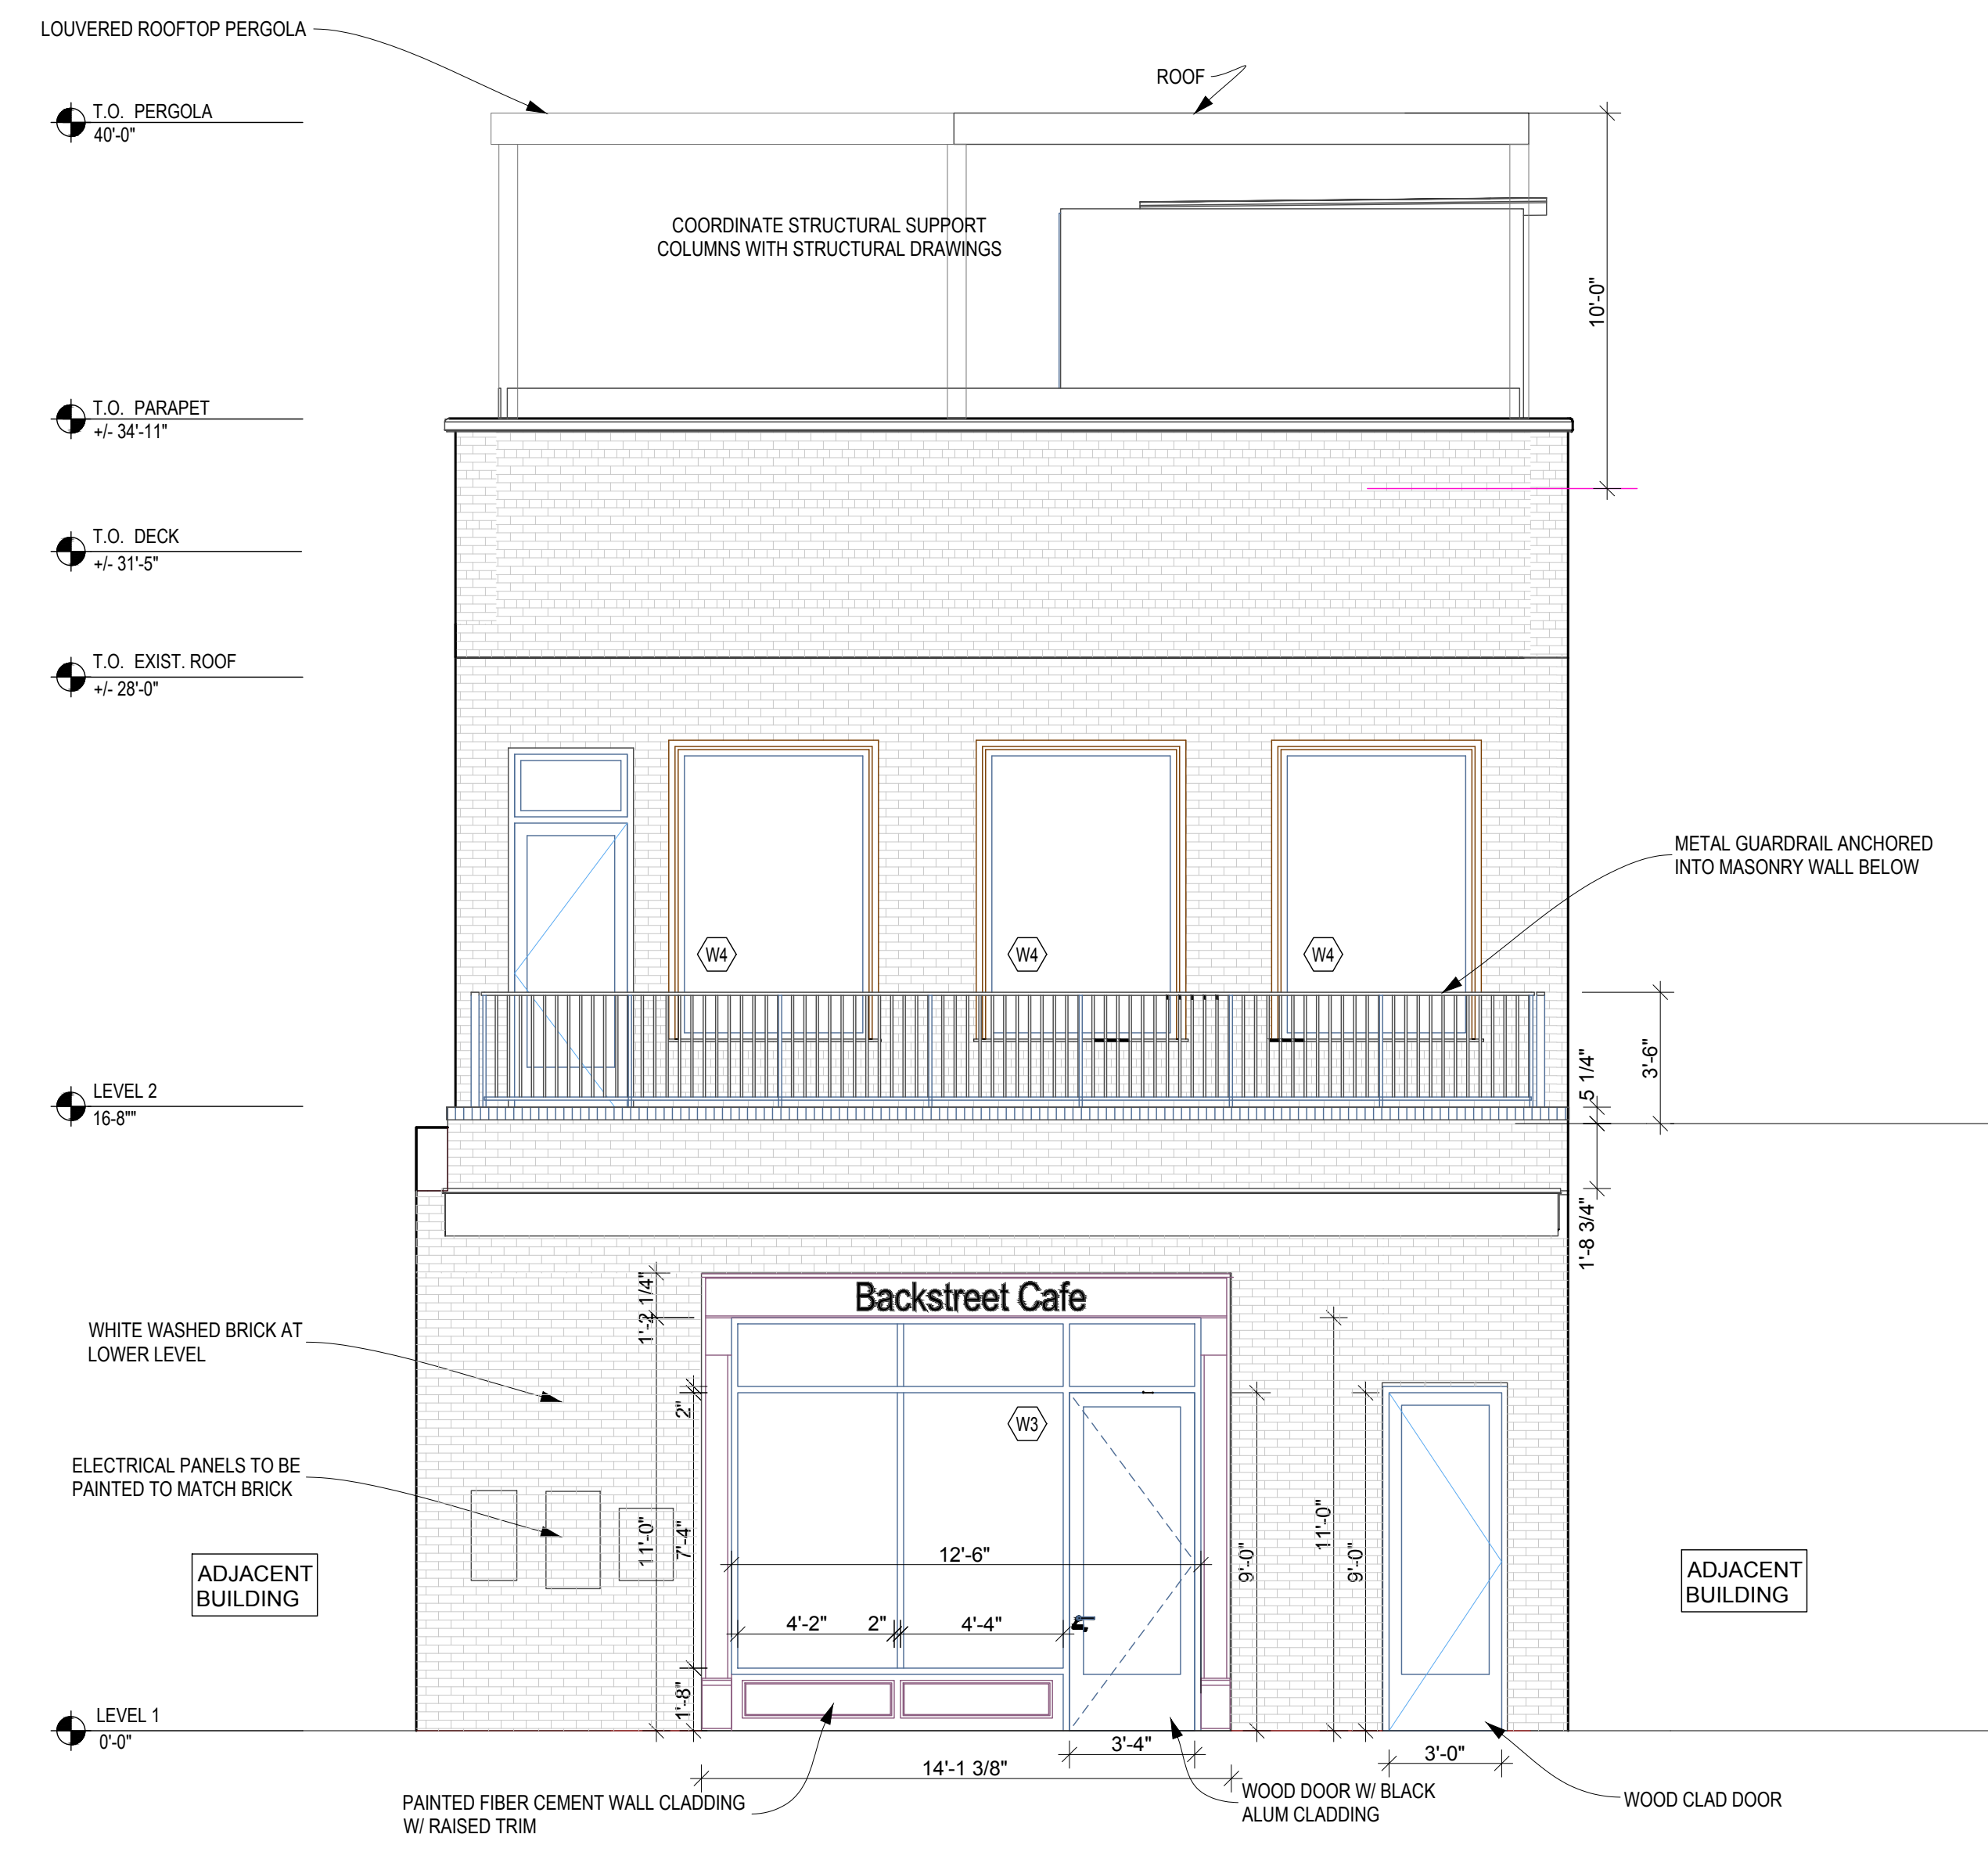 LOUVERED ROOFTOP PERGOLA
ROOF
T.O. PERGOLA
40'-0"
COORDINATE STRUCTURAL SUPPORT
COLUMNS WITH STRUCTURAL DRAWINGS
10'-0"
T.O. PARAPET
+/- 34'-11"
T.O. DECK
+/- 31'-5"
T.O. EXIST. ROOF
+/- 28'-0"
METAL GUARDRAIL ANCHORED
INTO MASONRY WALL BELOW
W4
W4
W4
3'-6"
5 1/4"
LEVEL 2
16-8""
1'-8 3/4"
1'-2 1/4"
Backstreet Cafe
WHITE WASHED BRICK AT
LOWER LEVEL
2"
W3
ELECTRICAL PANELS TO BE
PAINTED TO MATCH BRICK
11'-0"
7'-4"
12'-6"
9'-0"
11'-0"
9'-0"
ADJACENT
BUILDING
ADJACENT
BUILDING
4'-2"
2"
4'-4"
1'-8"
LEVEL 1
0'-0"
3'-4"
3'-0"
14'-1 3/8"
PAINTED FIBER CEMENT WALL CLADDING
W/ RAISED TRIM
WOOD DOOR W/ BLACK
ALUM CLADDING
WOOD CLAD DOOR